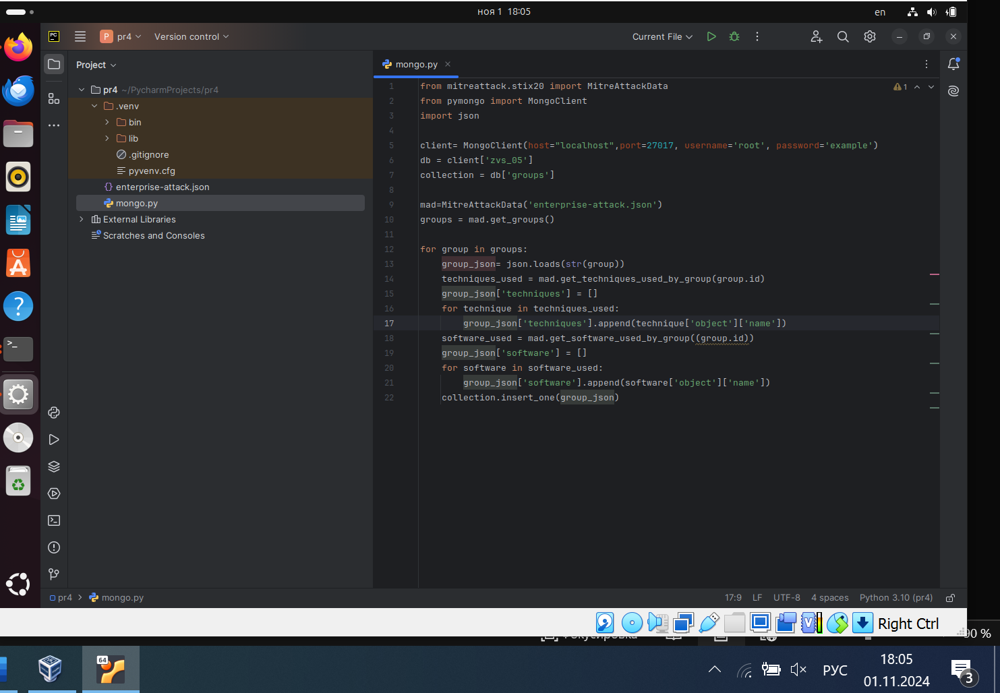 ноя 1 18:05
en
PC
P pr4
Version control
Current File
Project
mongo.py
pr4 ~/PycharmProjects/pr4
.venv
bin
lib
.gitignore
pyvenv.cfg
enterprise-attack.json
mongo.py
External Libraries
Scratches and Consoles
1
1 from mitreattack.stix20 import MitreAttackData
2 from pymongo import MongoClient
3 import json
4
5 client= MongoClient(host="localhost",port=27017, username='root', password='example')
6 db = client['zvs_05']
7 collection = db['groups']
8
9 mad=MitreAttackData('enterprise-attack.json')
10 groups = mad.get_groups()
11
12 for group in groups:
13     group_json= json.loads(str(group))
14     techniques_used = mad.get_techniques_used_by_group(group.id)
15     group_json['techniques'] = []
16     for technique in techniques_used:
17         group_json['techniques'].append(technique['object']['name'])
18     software_used = mad.get_software_used_by_group((group.id))
19     group_json['software'] = []
20     for software in software_used:
21         group_json['software'].append(software['object']['name'])
22     collection.insert_one(group_json)
pr4 > mongo.py
17:9 LF UTF-8 4 spaces Python 3.10 (pr4)
Right Ctrl
Фокусировка
90 %
64
РУС
18:05
01.11.2024
3